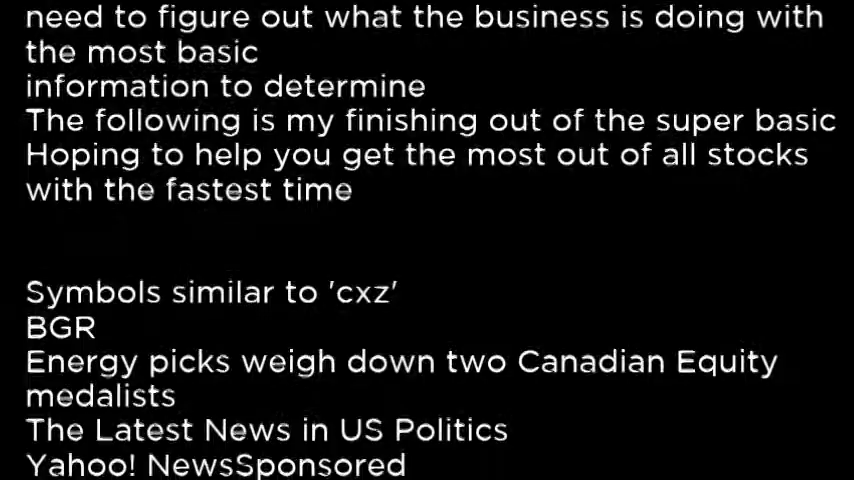 need to figure out what the business is doing with
the most basic
information to determine
The following is my finishing out of the super basic
Hoping to help you get the most out of all stocks
with the fastest time
Symbols similar to 'cxz'
BGR
Energy picks weigh down two Canadian Equity
medalists
The Latest News in US Politics
Yahoo! NewsSponsored